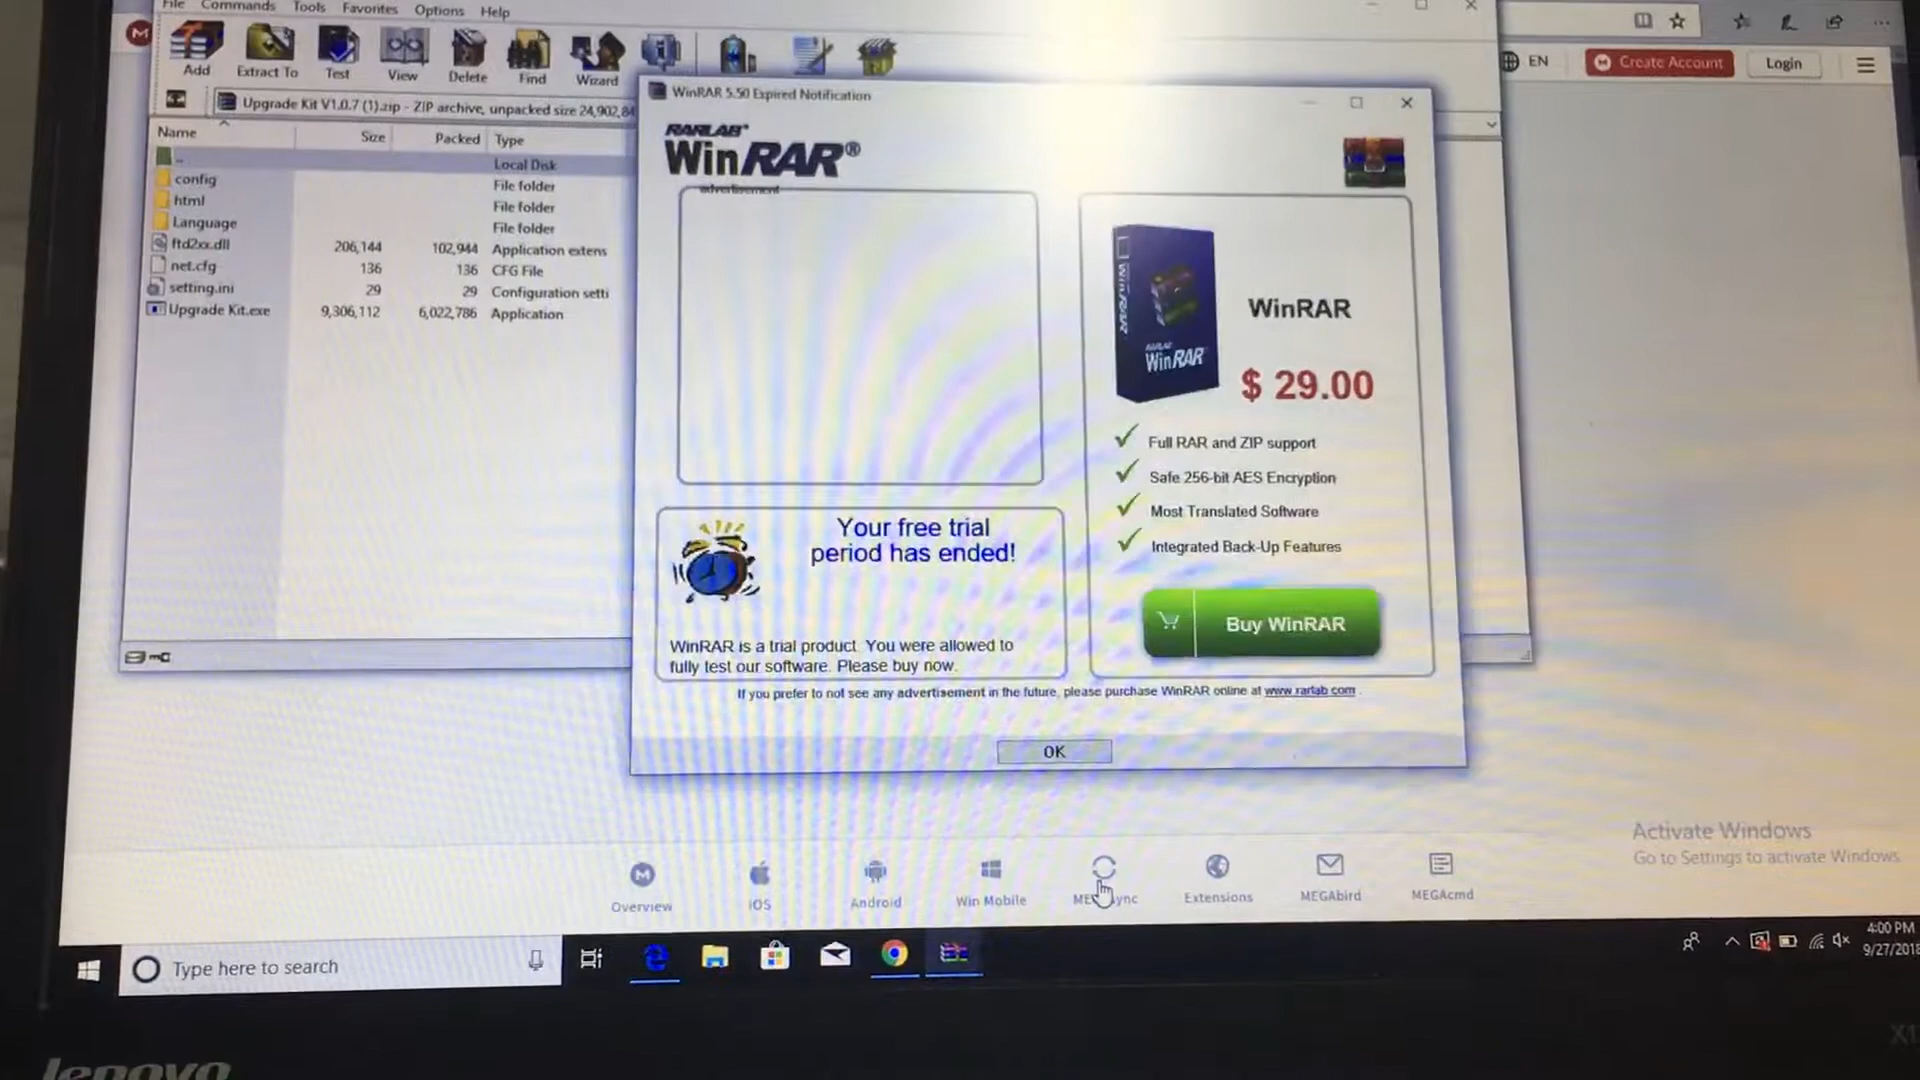 File Commands Tools Favorites Options Help
Add Extract To Test View Delete Find Wizard
Upgrade Kit V1.0.7 (1).zip - ZIP archive, unpacked size 24,902,84
Name Size Packed Type
.. Local Disk
config File folder
html File folder
Language File folder
ftd2xx.dll 206,144 102,944 Application extens
net.cfg 136 136 CFG File
setting.ini 29 29 Configuration setti
Upgrade Kit.exe 9,306,112 6,022,786 Application
EN
Create Account
Login
WinRAR 5.50 Expired Notification
RARLAB
WinRAR®
advertisement
WinRAR
RARLAB
WinRAR
WinRAR
$ 29.00
Full RAR and ZIP support
Safe 256-bit AES Encryption
Most Translated Software
Integrated Back-Up Features
Buy WinRAR
Your free trial
period has ended!
WinRAR is a trial product. You were allowed to
fully test our software. Please buy now.
If you prefer to not see any advertisement in the future, please purchase WinRAR online at www.rarlab.com .
OK
Activate Windows
Go to Settings to activate Windows.
Overview iOS Android Win Mobile Extensions MEGAbird MEGAcmd
Type here to search
4:00 PM
9/27/2018
lenovo
X1